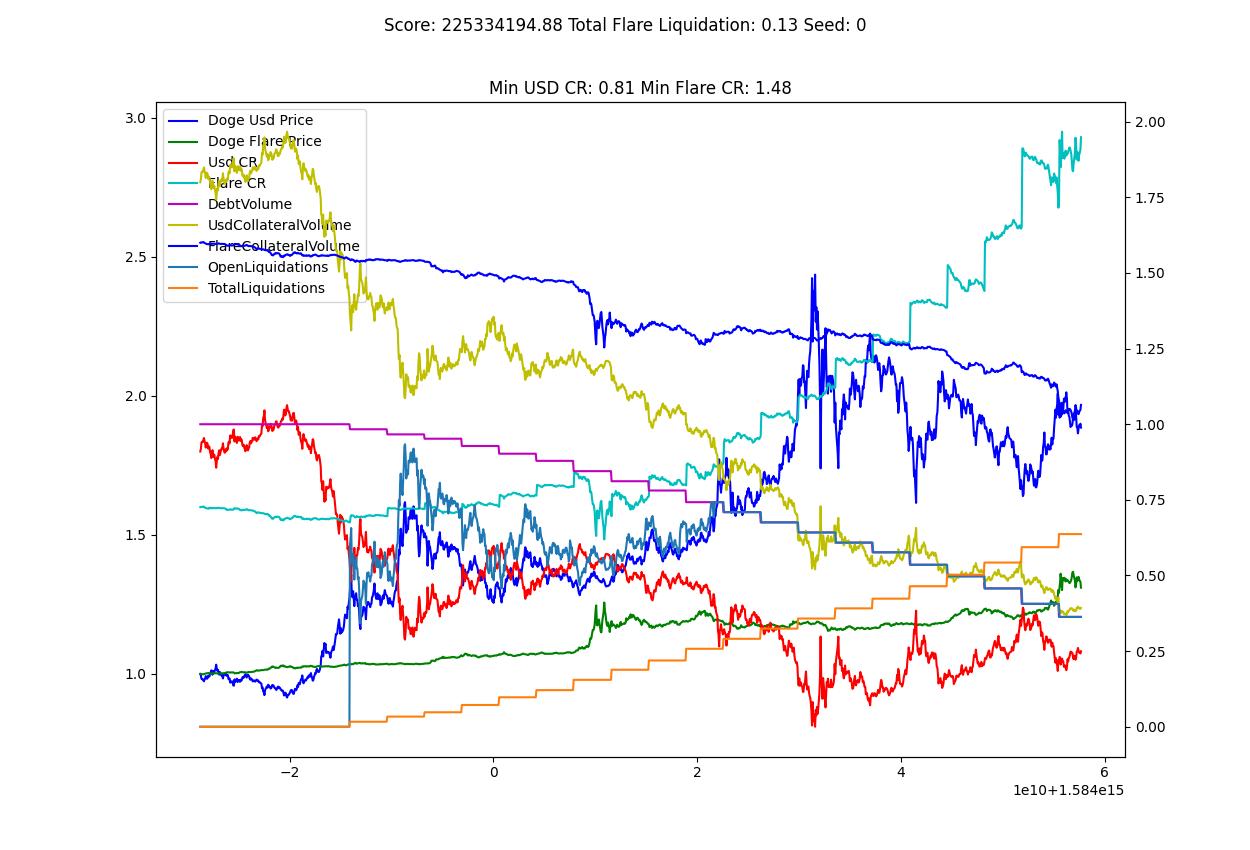 Score: 225334194.88 Total Flare Liquidation: 0.13 Seed: 0
Min USD CR: 0.81 Min Flare CR: 1.48
Doge Usd Price
Doge Flare Price
Usd CR
Flare CR
DebtVolume
UsdCollateralVolume
FlareCollateralVolume
OpenLiquidations
TotalLiquidations
3.0
2.5
2.0
1.5
1.0
2.00
1.75
1.50
1.25
1.00
0.75
0.50
0.25
0.00
−2
0
2
4
6
1e10+1.584e15